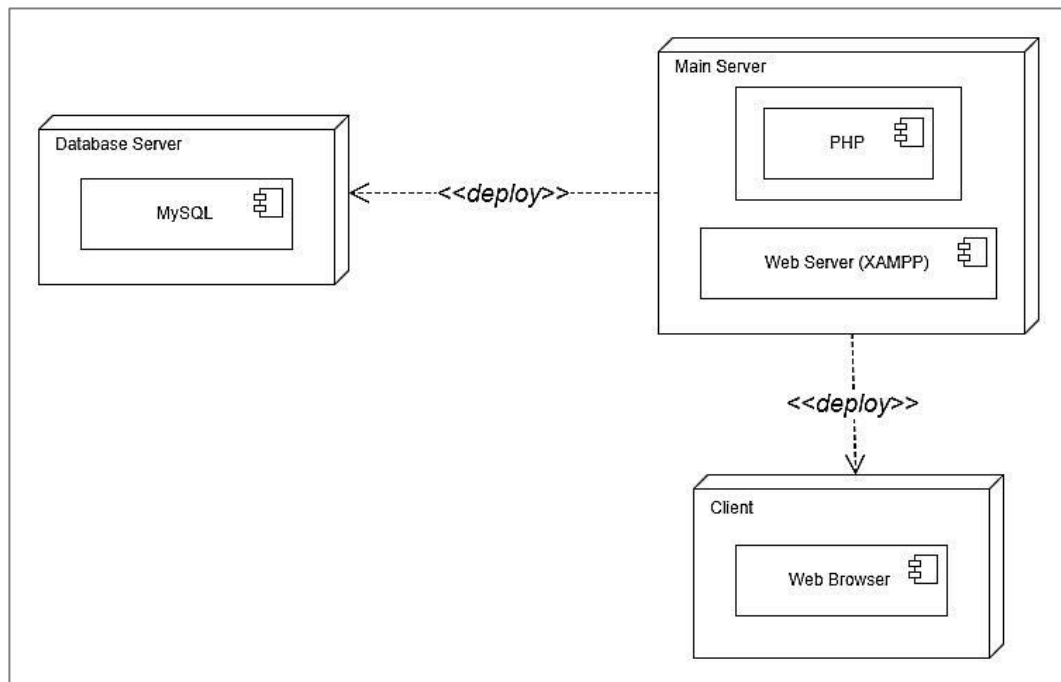 Main Server
PHP
Database Server
MySQL
<<deploy>>
Web Server (XAMPP)
<<deploy>>
Client
Web Browser